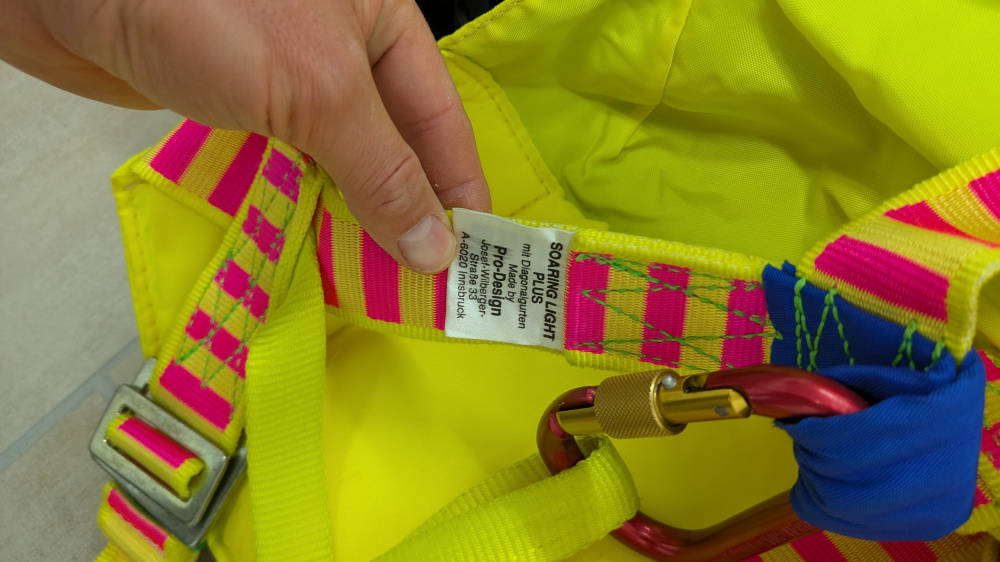 SOARING LIGHT
PLUS
mit Diagonalgurten
Made by
Pro-Design
Josef-Wilberger-
Straße 33
A-6020 Innsbruck